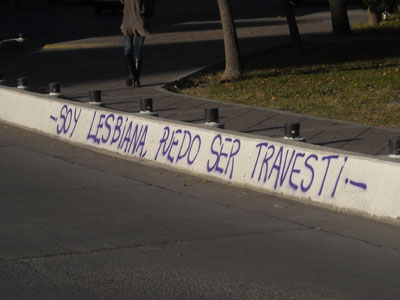 -SOY LESBIANA, PUEDO SER TRAVESTI.-